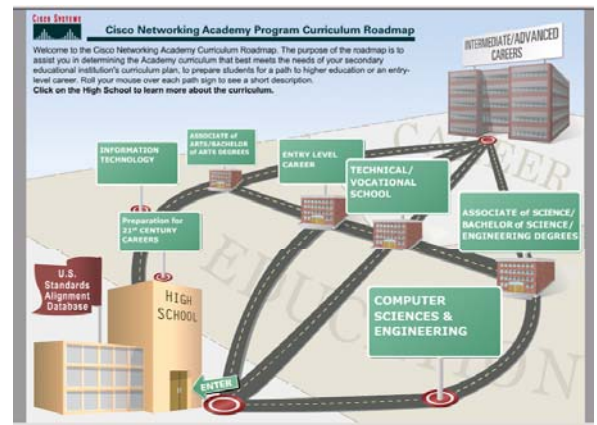 CISCO SYSTEMS
Cisco Networking Academy Program Curriculum Roadmap
Welcome to the Cisco Networking Academy Curriculum Roadmap. The purpose of the roadmap is to
assist you in determining the Academy curriculum that best meets the needs of your secondary
educational institution's curriculum plan, to prepare students for a path to higher education or an entry-
level career. Roll your mouse over each path sign to see a short description.
Click on the High School to learn more about the curriculum.
INTERMEDIATE/ADVANCED
CAREERS
CAREER
ASSOCIATE of
ARTS/BACHELOR
of ARTS DEGREES
INFORMATION
TECHNOLOGY
ENTRY LEVEL
CAREER
TECHNICAL/
VOCATIONAL
SCHOOL
ASSOCIATE of SCIENCE/
BACHELOR of SCIENCE/
ENGINEERING DEGREES
Preparation for
21ST CENTURY
CAREERS
EDUCATION
U.S.
Standards
Alignment
Database
HIGH
SCHOOL
COMPUTER
SCIENCES &
ENGINEERING
ENTER